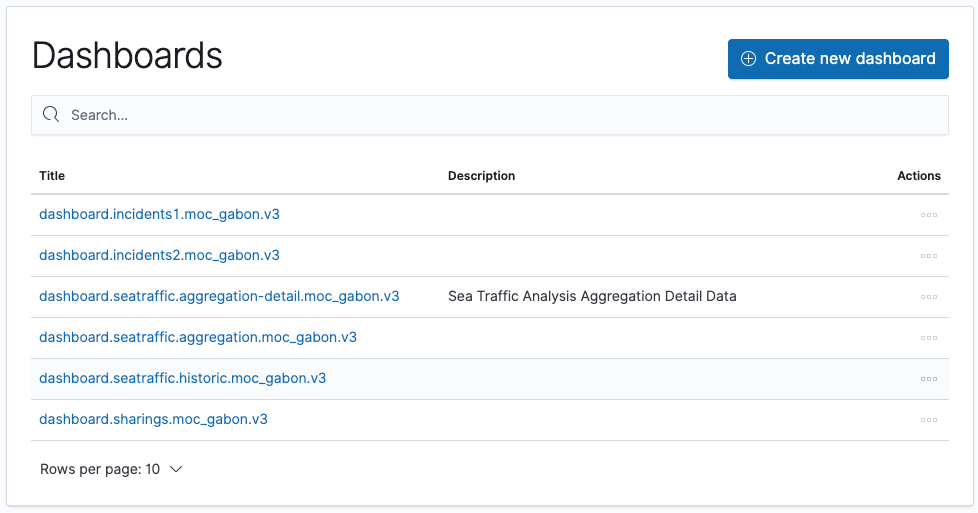 Dashboards
Create new dashboard
Search...
Title Description Actions
dashboard.incidents1.moc_gabon.v3
dashboard.incidents2.moc_gabon.v3
dashboard.seatraffic.aggregation-detail.moc_gabon.v3 Sea Traffic Analysis Aggregation Detail Data
dashboard.seatraffic.aggregation.moc_gabon.v3
dashboard.seatraffic.historic.moc_gabon.v3
dashboard.sharings.moc_gabon.v3
Rows per page: 10